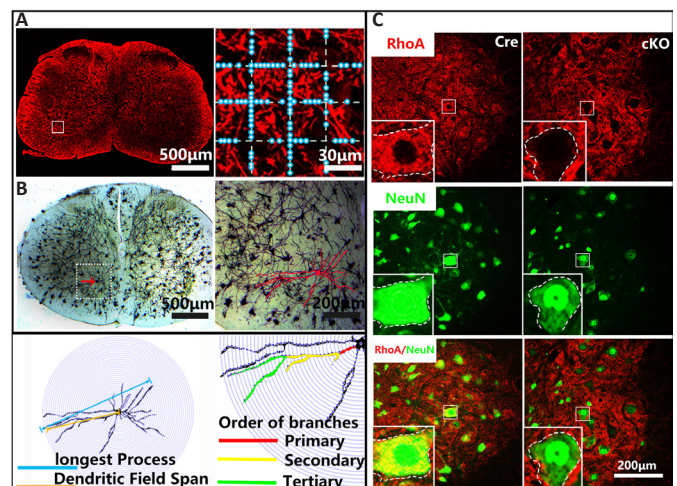 A
500μm
30μm
B
500μm
200μm
longest Process
Dendritic Field Span
Order of branches
Primary
Secondary
Tertiary
C
RhoA
Cre
cKO
NeuN
RhoA/NeuN
200μm